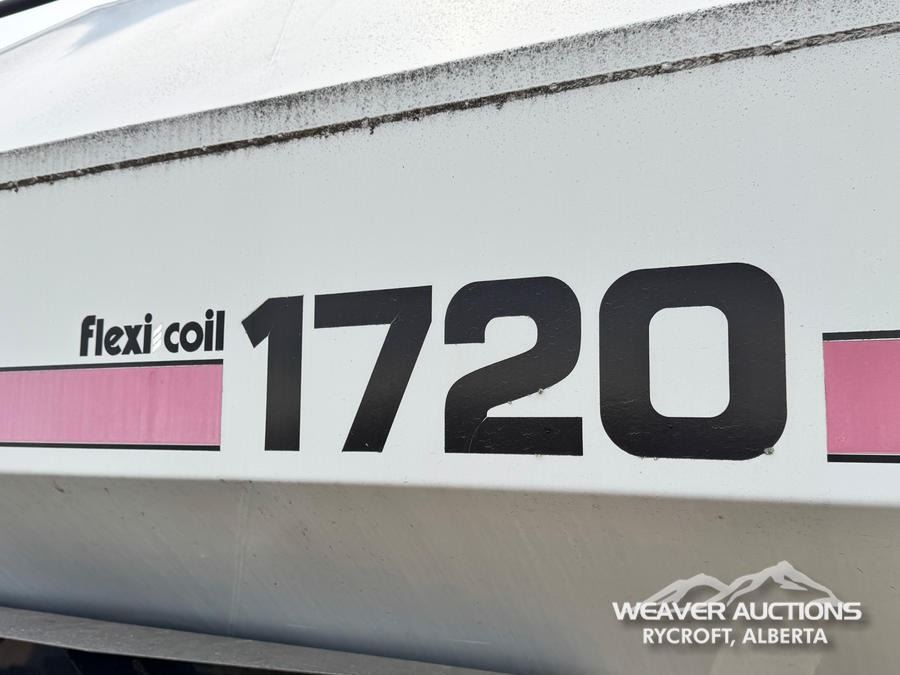 flexi coil 1720
WEAVER AUCTIONS
RYCROFT, ALBERTA